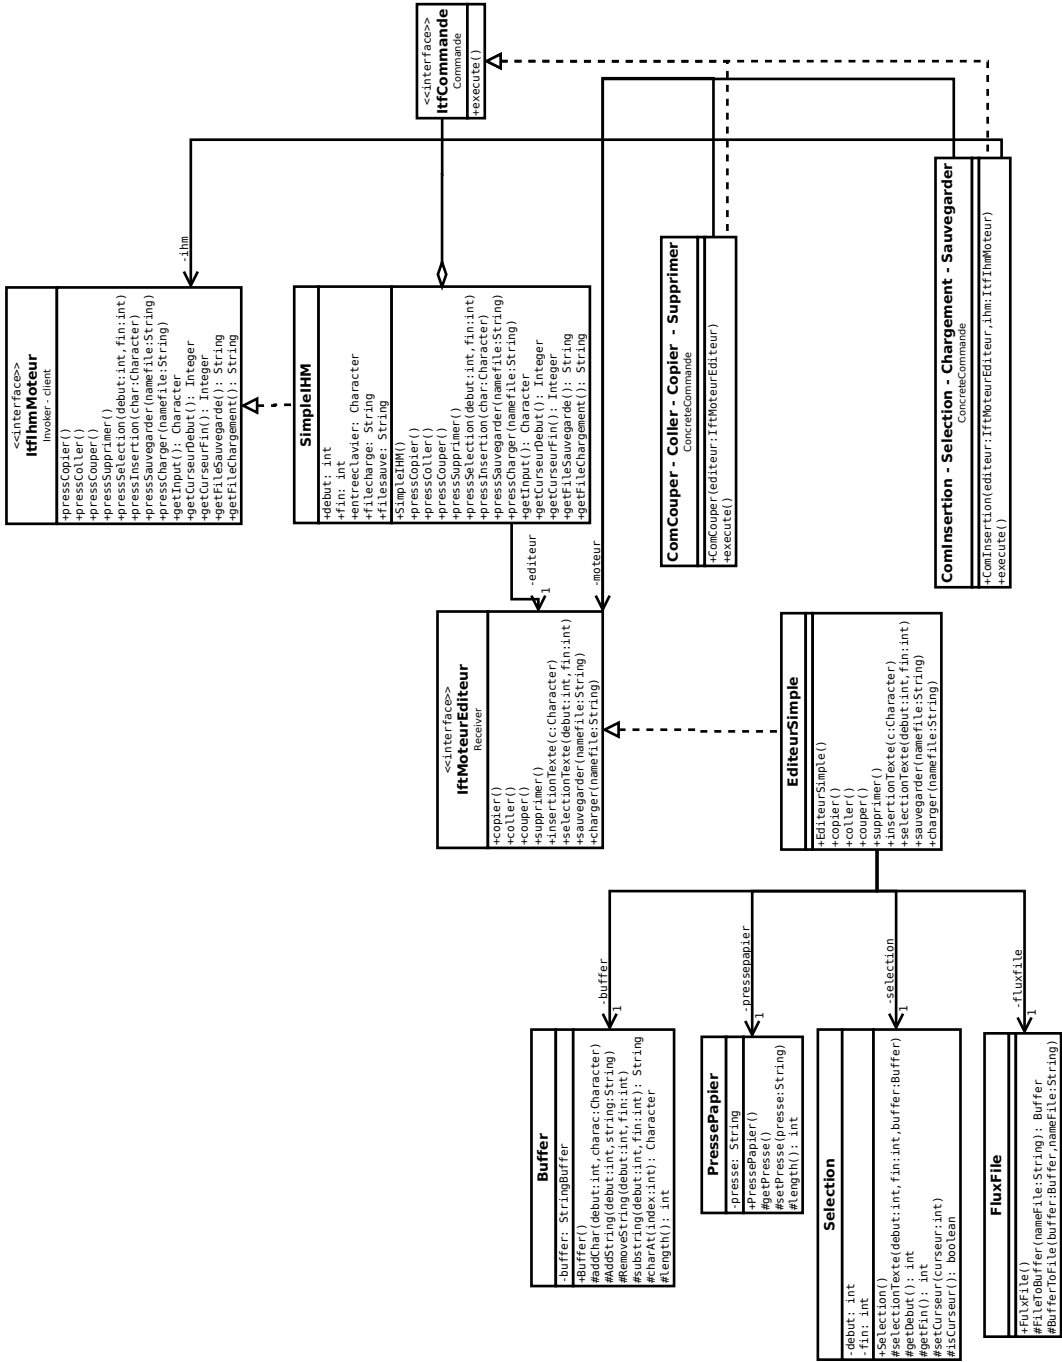 <<interface>>
ItfCommande
Commande
+execute()
-ihm
<<interface>>
ItfIhmMoteur
Invoker - client
+pressCopier()
+pressColler()
+pressCouper()
+pressSupprimer()
+pressSelection(debut:int,fin:int)
+pressInsertion(char:Character)
+pressSauvegarder(namefile:String)
+pressCharger(namefile:String)
+getInput(): Character
+getCurseurDebut(): Integer
+getCurseurFin(): Integer
+getFileSauvegarde(): String
+getFileChargement(): String
SimpleIHM
+debut: int
+fin: int
+entreeclavier: Character
+filecharge: String
+filesauve: String
+SimpleIHM()
+pressCopier()
+pressColler()
+pressCouper()
+pressSupprimer()
+pressSelection(debut:int,fin:int)
+pressInsertion(char:Character)
+pressSauvegarder(namefile:String)
+pressCharger(namefile:String)
+getInput(): Character
+getCurseurDebut(): Integer
+getCurseurFin(): Integer
+getFileSauvegarde(): String
+getFileChargement(): String
ComCouper - Coller - Copier - Supprimer
ConcreteCommande
+ComCouper(editeur:IftMoteurEditeur)
+execute()
ComInsertion - Selection - Chargement - Sauvegarder
ConcreteCommande
+ComInsertion(editeur:IftMoteurEditeur,ihm:ItfIhmMoteur)
+execute()
-editeur
1
-moteur
<<interface>>
IftMoteurEditeur
Receiver
+copier()
+coller()
+couper()
+supprimer()
+insertionTexte(c:Character)
+selectionTexte(debut:int,fin:int)
+sauvegarder(namefile:String)
+charger(namefile:String)
EditeurSimple
+EditeurSimple()
+copier()
+coller()
+couper()
+supprimer()
+insertionTexte(c:Character)
+selectionTexte(debut:int,fin:int)
+sauvegarder(namefile:String)
+charger(namefile:String)
-buffer
1
-pressepapier
1
-selection
1
-fluxfile
1
Buffer
-buffer: StringBuffer
+Buffer()
#addChar(debut:int,charac:Character)
#AddString(debut:int,string:String)
#RemoveString(debut:int,fin:int)
#substring(debut:int,fin:int): String
#charAt(index:int): Character
#length(): int
PressePapier
-presse: String
+PressePapier()
#getPresse()
#setPresse(presse:String)
#length(): int
Selection
-debut: int
-fin: int
+Selection()
#selectionTexte(debut:int,fin:int,buffer:Buffer)
#getDebut(): int
#getFin(): int
#setCurseur(curseur:int)
#isCurseur(): boolean
FluxFile
+FulxFile()
#FileToBuffer(nameFile:String): Buffer
#BufferToFile(buffer:Buffer,nameFile:String)